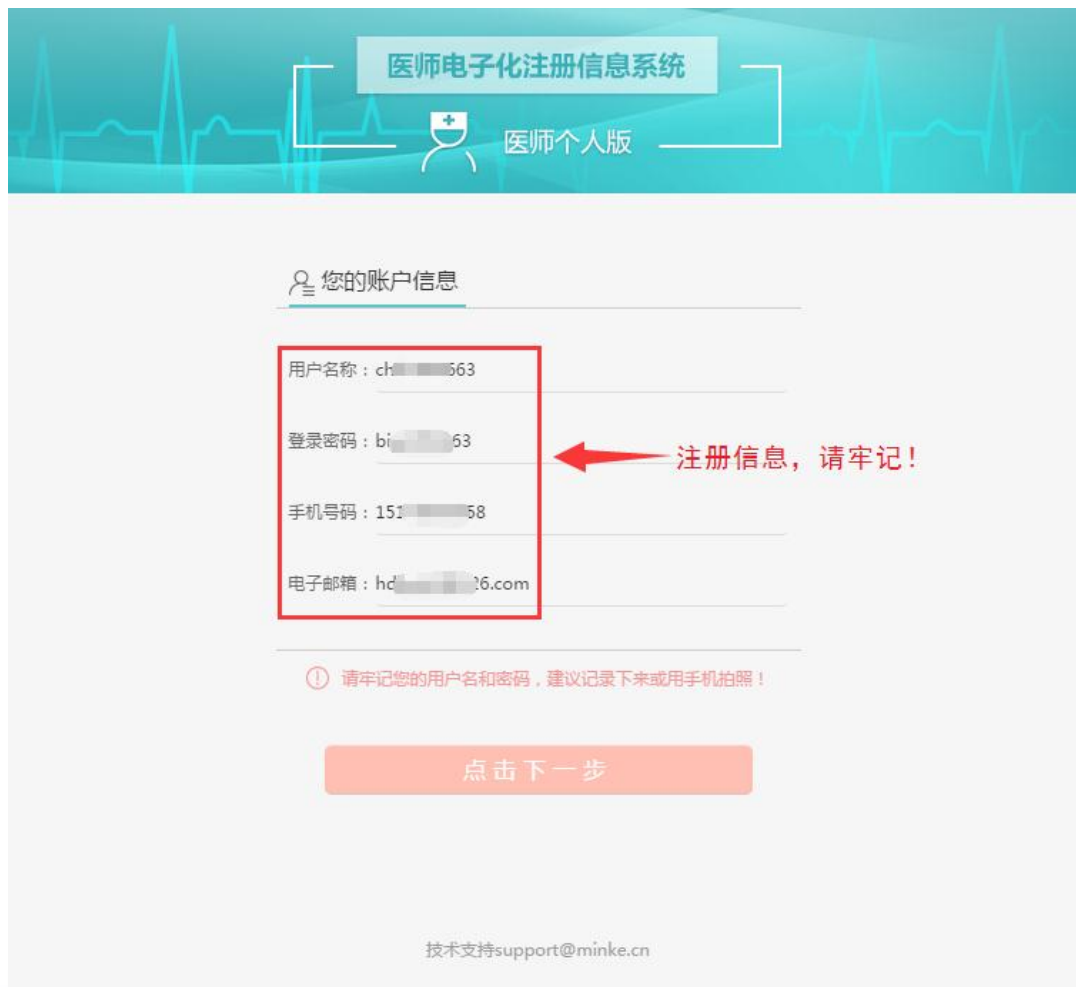 医师电子化注册信息系统
医师个人版
您的账户信息
用户名称：ch 663
登录密码：bi 63
注册信息，请牢记！
手机号码：151 68
电子邮箱：hd 26.com
请牢记您的用户名和密码，建议记录下来或用手机拍照！
点击下一步
技术支持support@minke.cn